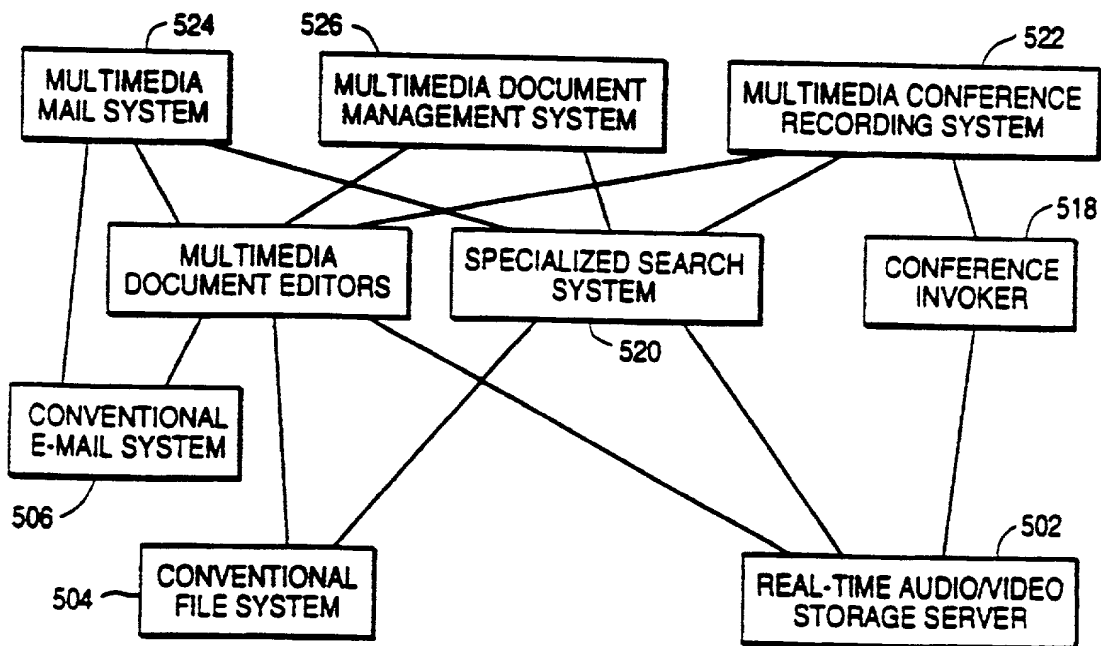 524
526
522
MULTIMEDIA
MAIL SYSTEM
MULTIMEDIA DOCUMENT
MANAGEMENT SYSTEM
MULTIMEDIA CONFERENCE
RECORDING SYSTEM
518
MULTIMEDIA
DOCUMENT EDITORS
SPECIALIZED SEARCH
SYSTEM
CONFERENCE
INVOKER
520
CONVENTIONAL
E-MAIL SYSTEM
506
502
504
CONVENTIONAL
FILE SYSTEM
REAL-TIME AUDIO/VIDEO
STORAGE SERVER